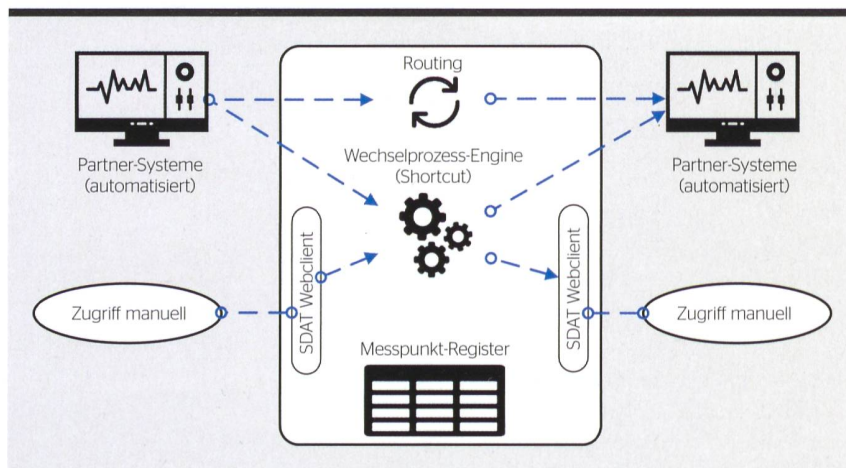 Routing
Partner-Systeme
(automatisiert)
Wechselprozess-Engine
(Shortcut)
Partner-Systeme
(automatisiert)
Zugriff manuell
SDAT Webclient
SDAT Webclient
Zugriff manuell
Messpunkt-Register